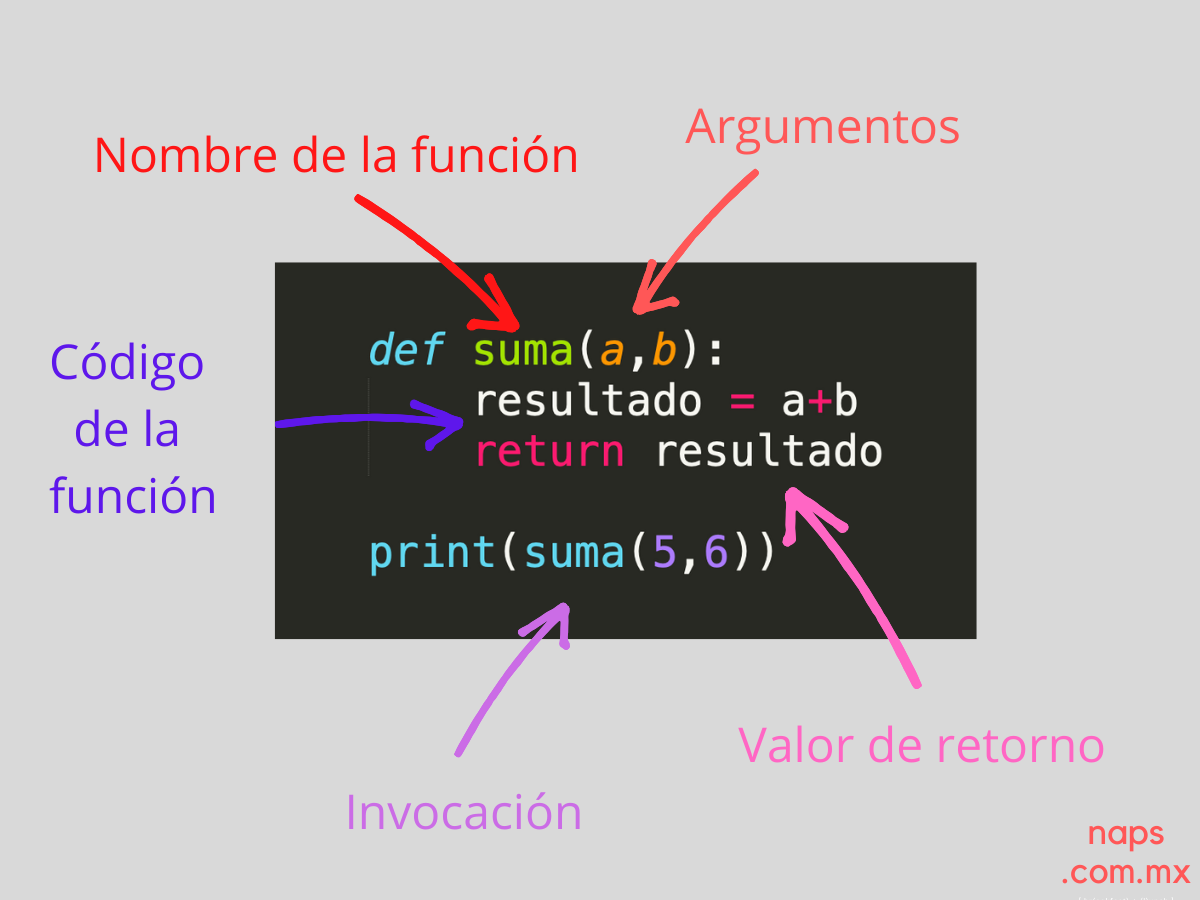 Nombre de la función
Argumentos
def suma(a,b):
resultado = a+b
return resultado
print(suma(5,6))
Código
de la
función
Valor de retorno
Invocación
naps
.com.mx